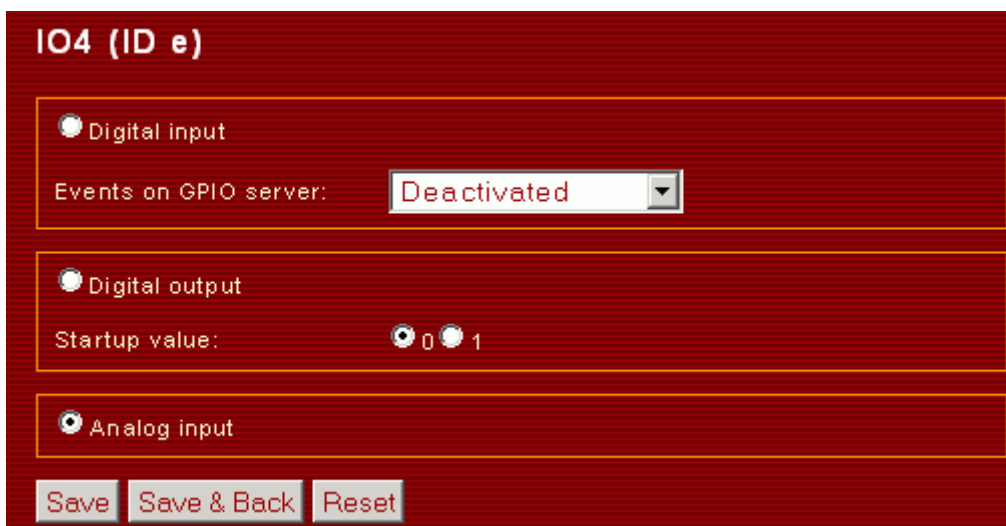 IO4 (ID e)
Digital input
Events on GPIO server: Deactivated
Digital output
Startup value: 0 1
Analog input
Save Save & Back Reset